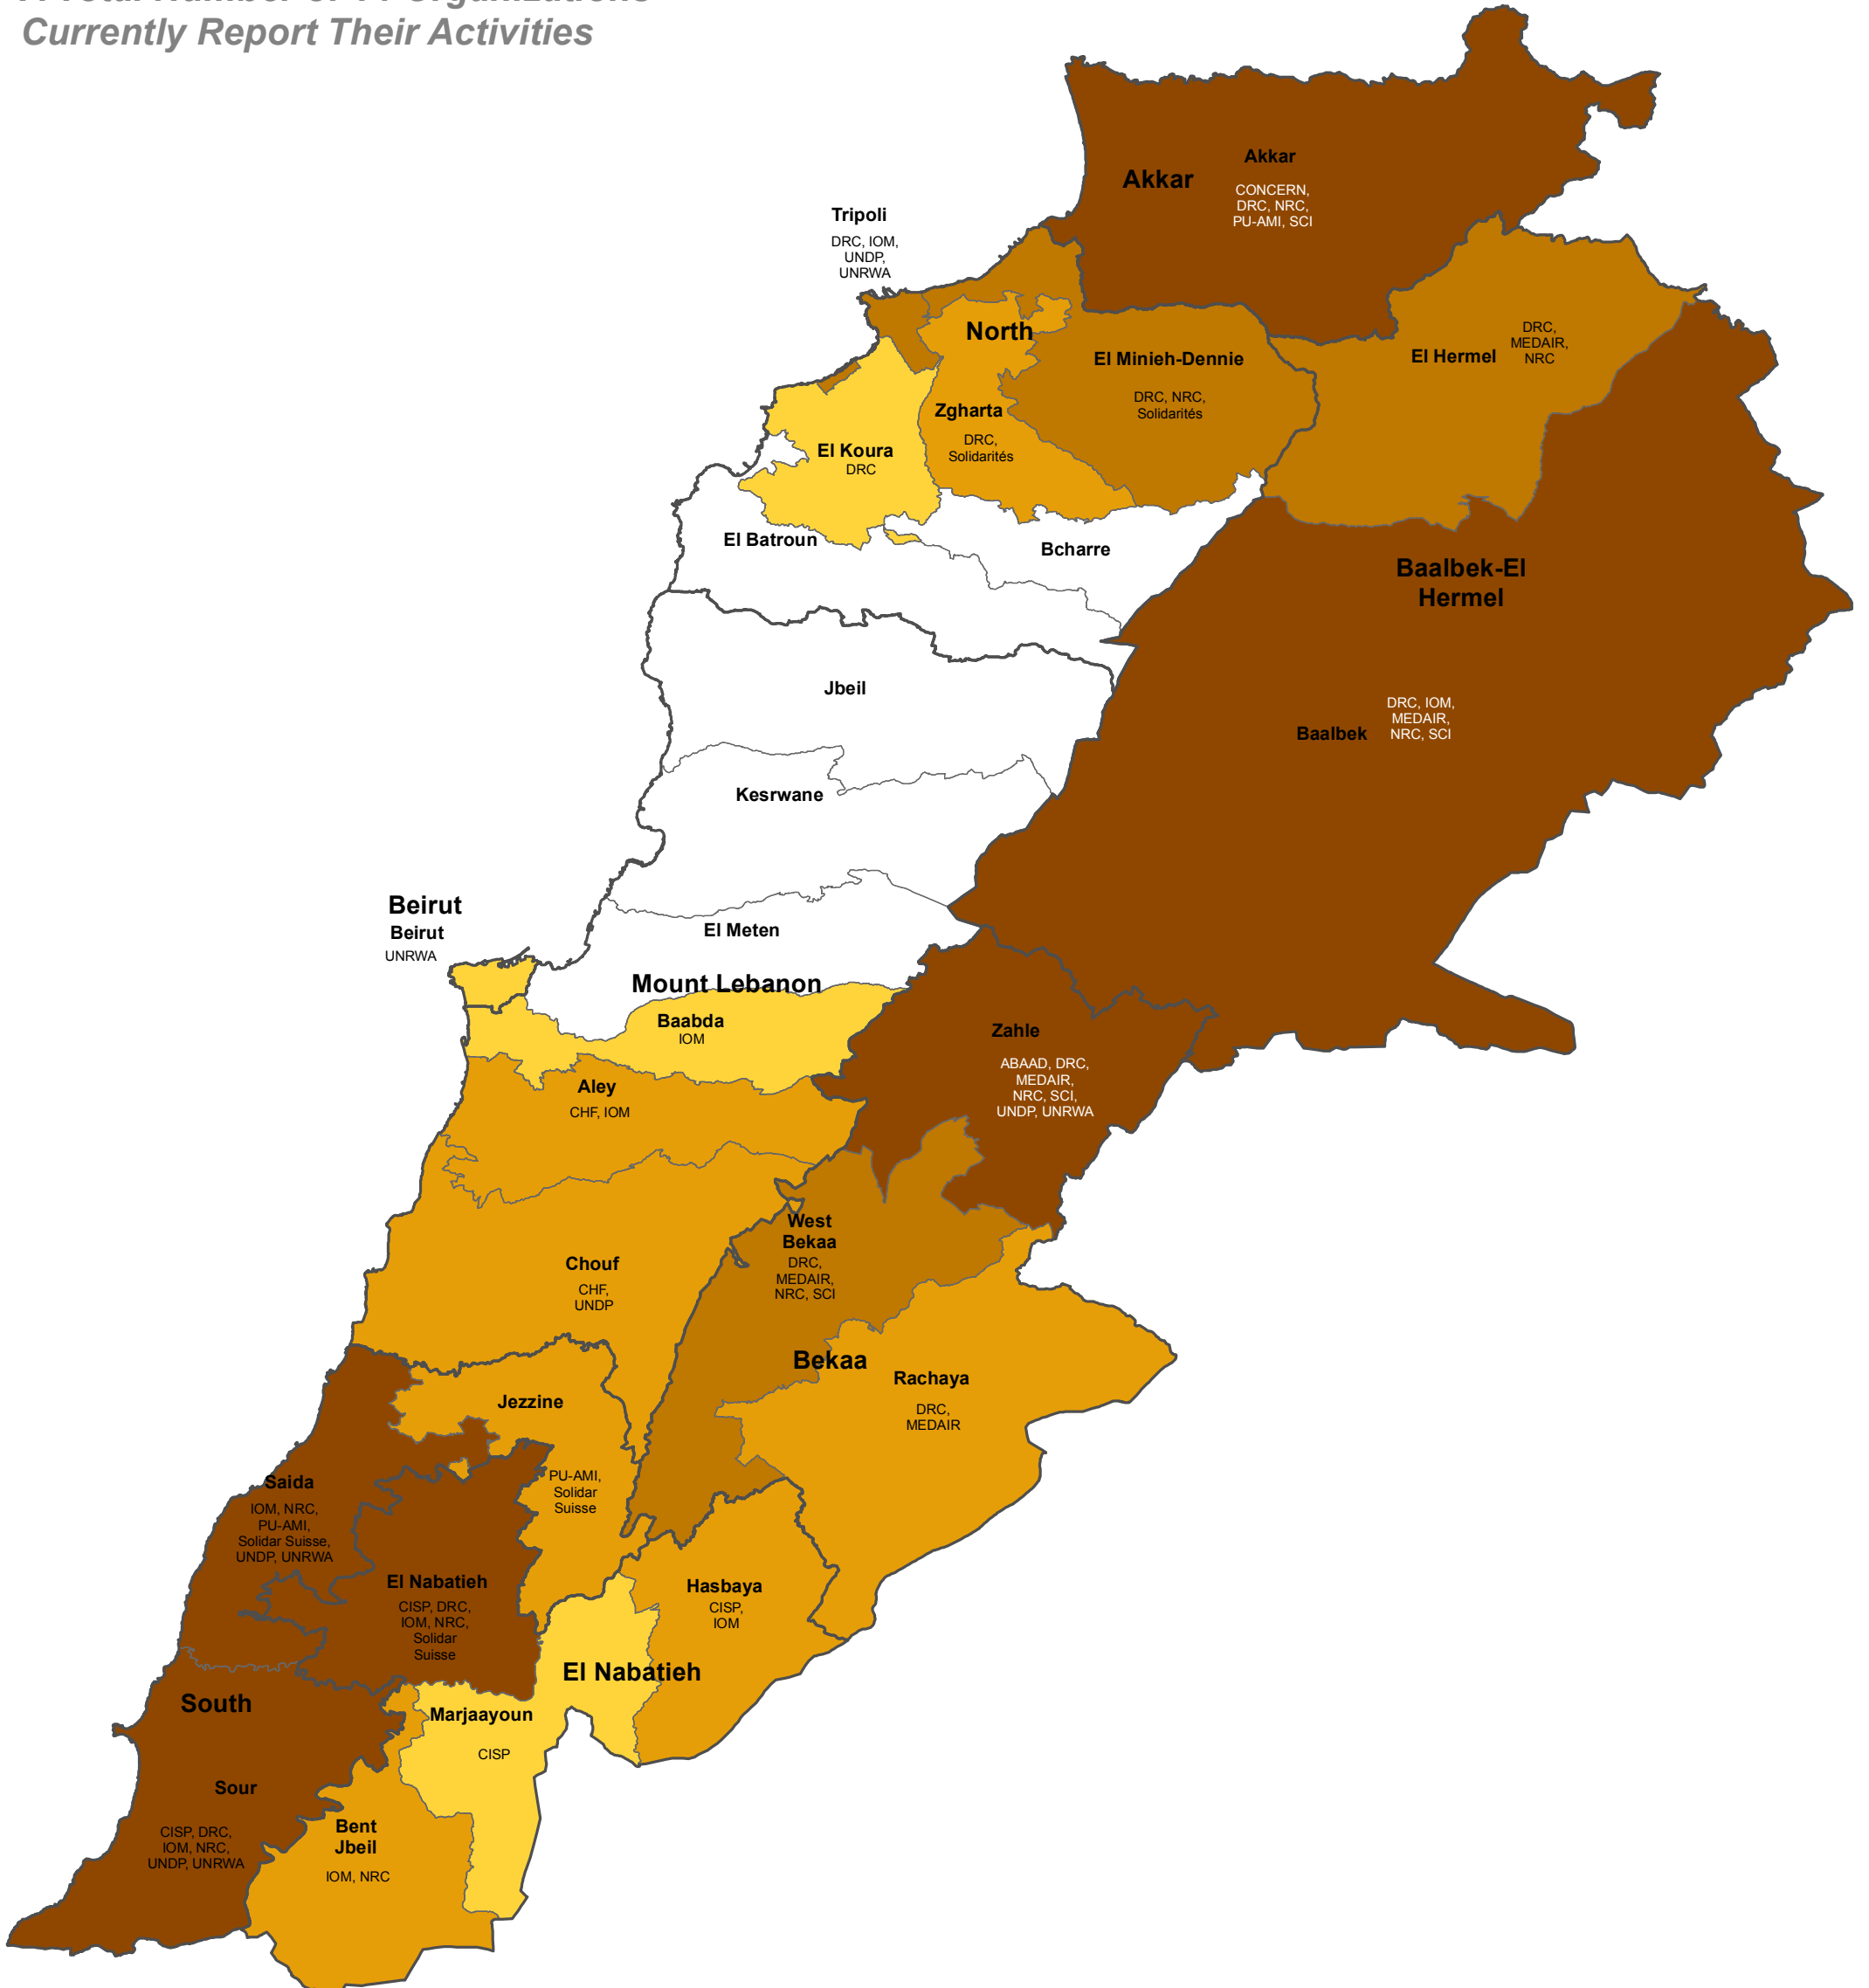 Currently Report Their Activities
Akkar
Akkar
CONCERN,
DRC, NRC,
PU-AMI, SCI
Tripoli
DRC, IOM,
UNDP,
UNRWA
North
El Minieh-Dennie
DRC, NRC,
Solidarités
El Hermel
DRC,
MEDAIR,
NRC
Zgharta
DRC,
Solidarités
El Koura
DRC
El Batroun
Bcharre
Baalbek-El
Hermel
Jbeil
Baalbek
DRC, IOM,
MEDAIR,
NRC, SCI
Kesrwane
Beirut
Beirut
UNRWA
El Meten
Mount Lebanon
Baabda
IOM
Zahle
ABAAD, DRC,
MEDAIR,
NRC, SCI,
UNDP, UNRWA
Aley
CHF, IOM
West
Bekaa
DRC,
MEDAIR,
NRC, SCI
Chouf
CHF,
UNDP
Bekaa
Rachaya
DRC,
MEDAIR
Jezzine
PU-AMI,
Solidar
Suisse
Saida
IOM, NRC,
PU-AMI,
Solidar Suisse,
UNDP, UNRWA
El Nabatieh
CISP, DRC,
IOM, NRC,
Solidar
Suisse
Hasbaya
CISP,
IOM
El Nabatieh
South
Marjaayoun
CISP
Sour
CISP, DRC,
IOM, NRC,
UNDP, UNRWA
Bent
Jbeil
IOM, NRC